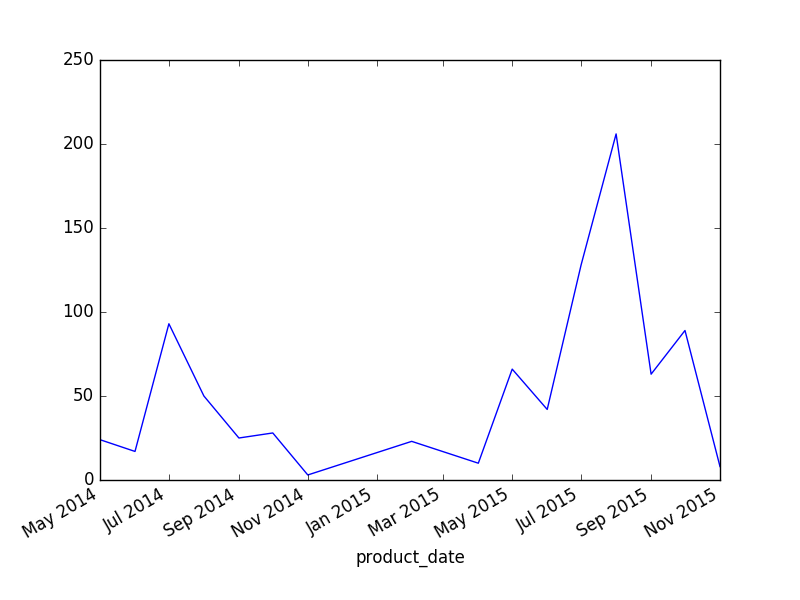 250
200
150
100
50
0
May 2014
Jul 2014
Sep 2014
Nov 2014
Jan 2015
Mar 2015
May 2015
Jul 2015
Sep 2015
Nov 2015
product_date